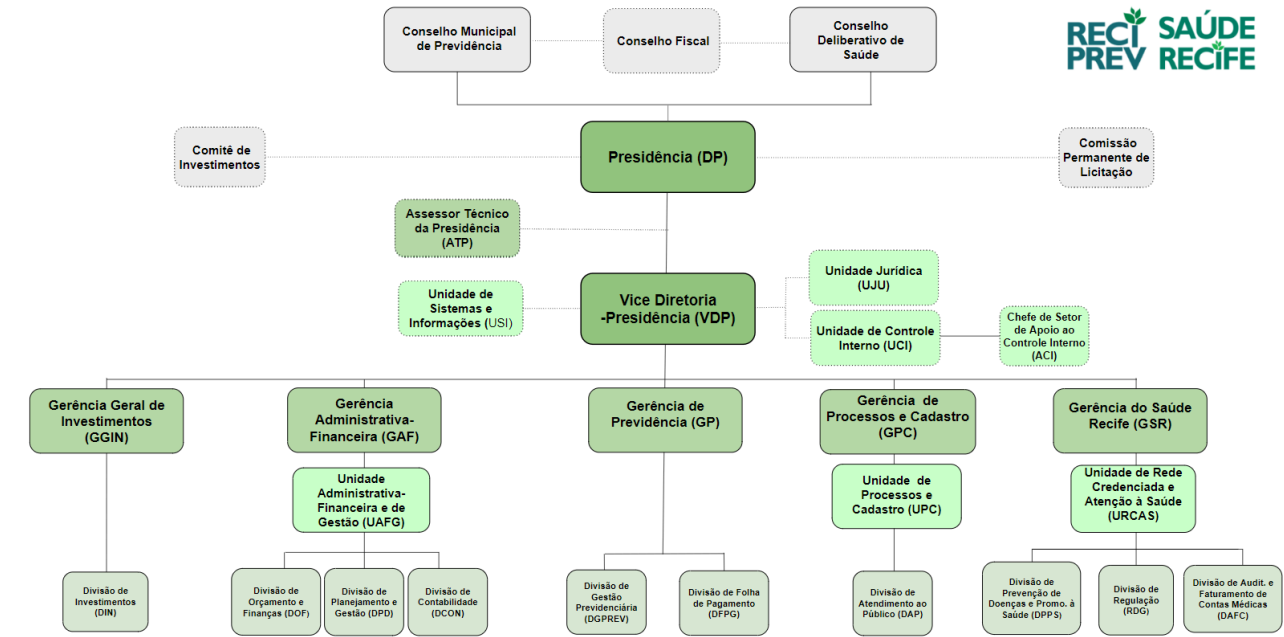 Conselho Municipal
de Previdência
Conselho Fiscal
Conselho
Deliberativo de
Saúde
RECI
PREV
SAÚDE
RECIFE
Comitê de
Investimentos
Presidência (DP)
Comissão
Permanente de
Licitação
Assessor Técnico
da Presidência
(ATP)
Unidade de
Sistemas e
Informações (USI)
Vice Diretoria
-Presidência (VDP)
Unidade Jurídica
(UJU)
Unidade de Controle
Interno (UCI)
Chefe de Setor
de Apoio ao
Controle Interno
(ACI)
Gerência Geral de
Investimentos
(GGIN)
Gerência
Administrativa-
Financeira (GAF)
Gerência de
Previdência (GP)
Gerência de
Processos e Cadastro
(GPC)
Gerência do Saúde
Recife (GSR)
Unidade
Administrativa-
Financeira e de
Gestão (UAFG)
Unidade de
Processos e
Cadastro (UPC)
Unidade de Rede
Credenciada e
Atenção à Saúde
(URCAS)
Divisão de
Investimentos
(DIN)
Divisão de
Orçamento e
Finanças (DOF)
Divisão de
Planejamento e
Gestão (DPD)
Divisão de
Contabilidade
(DCON)
Divisão de
Gestão
Previdenciária
(DGPREV)
Divisão de Folha
de Pagamento
(DFPG)
Divisão de
Atendimento ao
Público (DAP)
Divisão de
Prevenção de
Doenças e Promo. à
Saúde (DPPS)
Divisão de
Regulação
(RDG)
Divisão de Audit. e
Faturamento de
Contas Médicas
(DAFC)